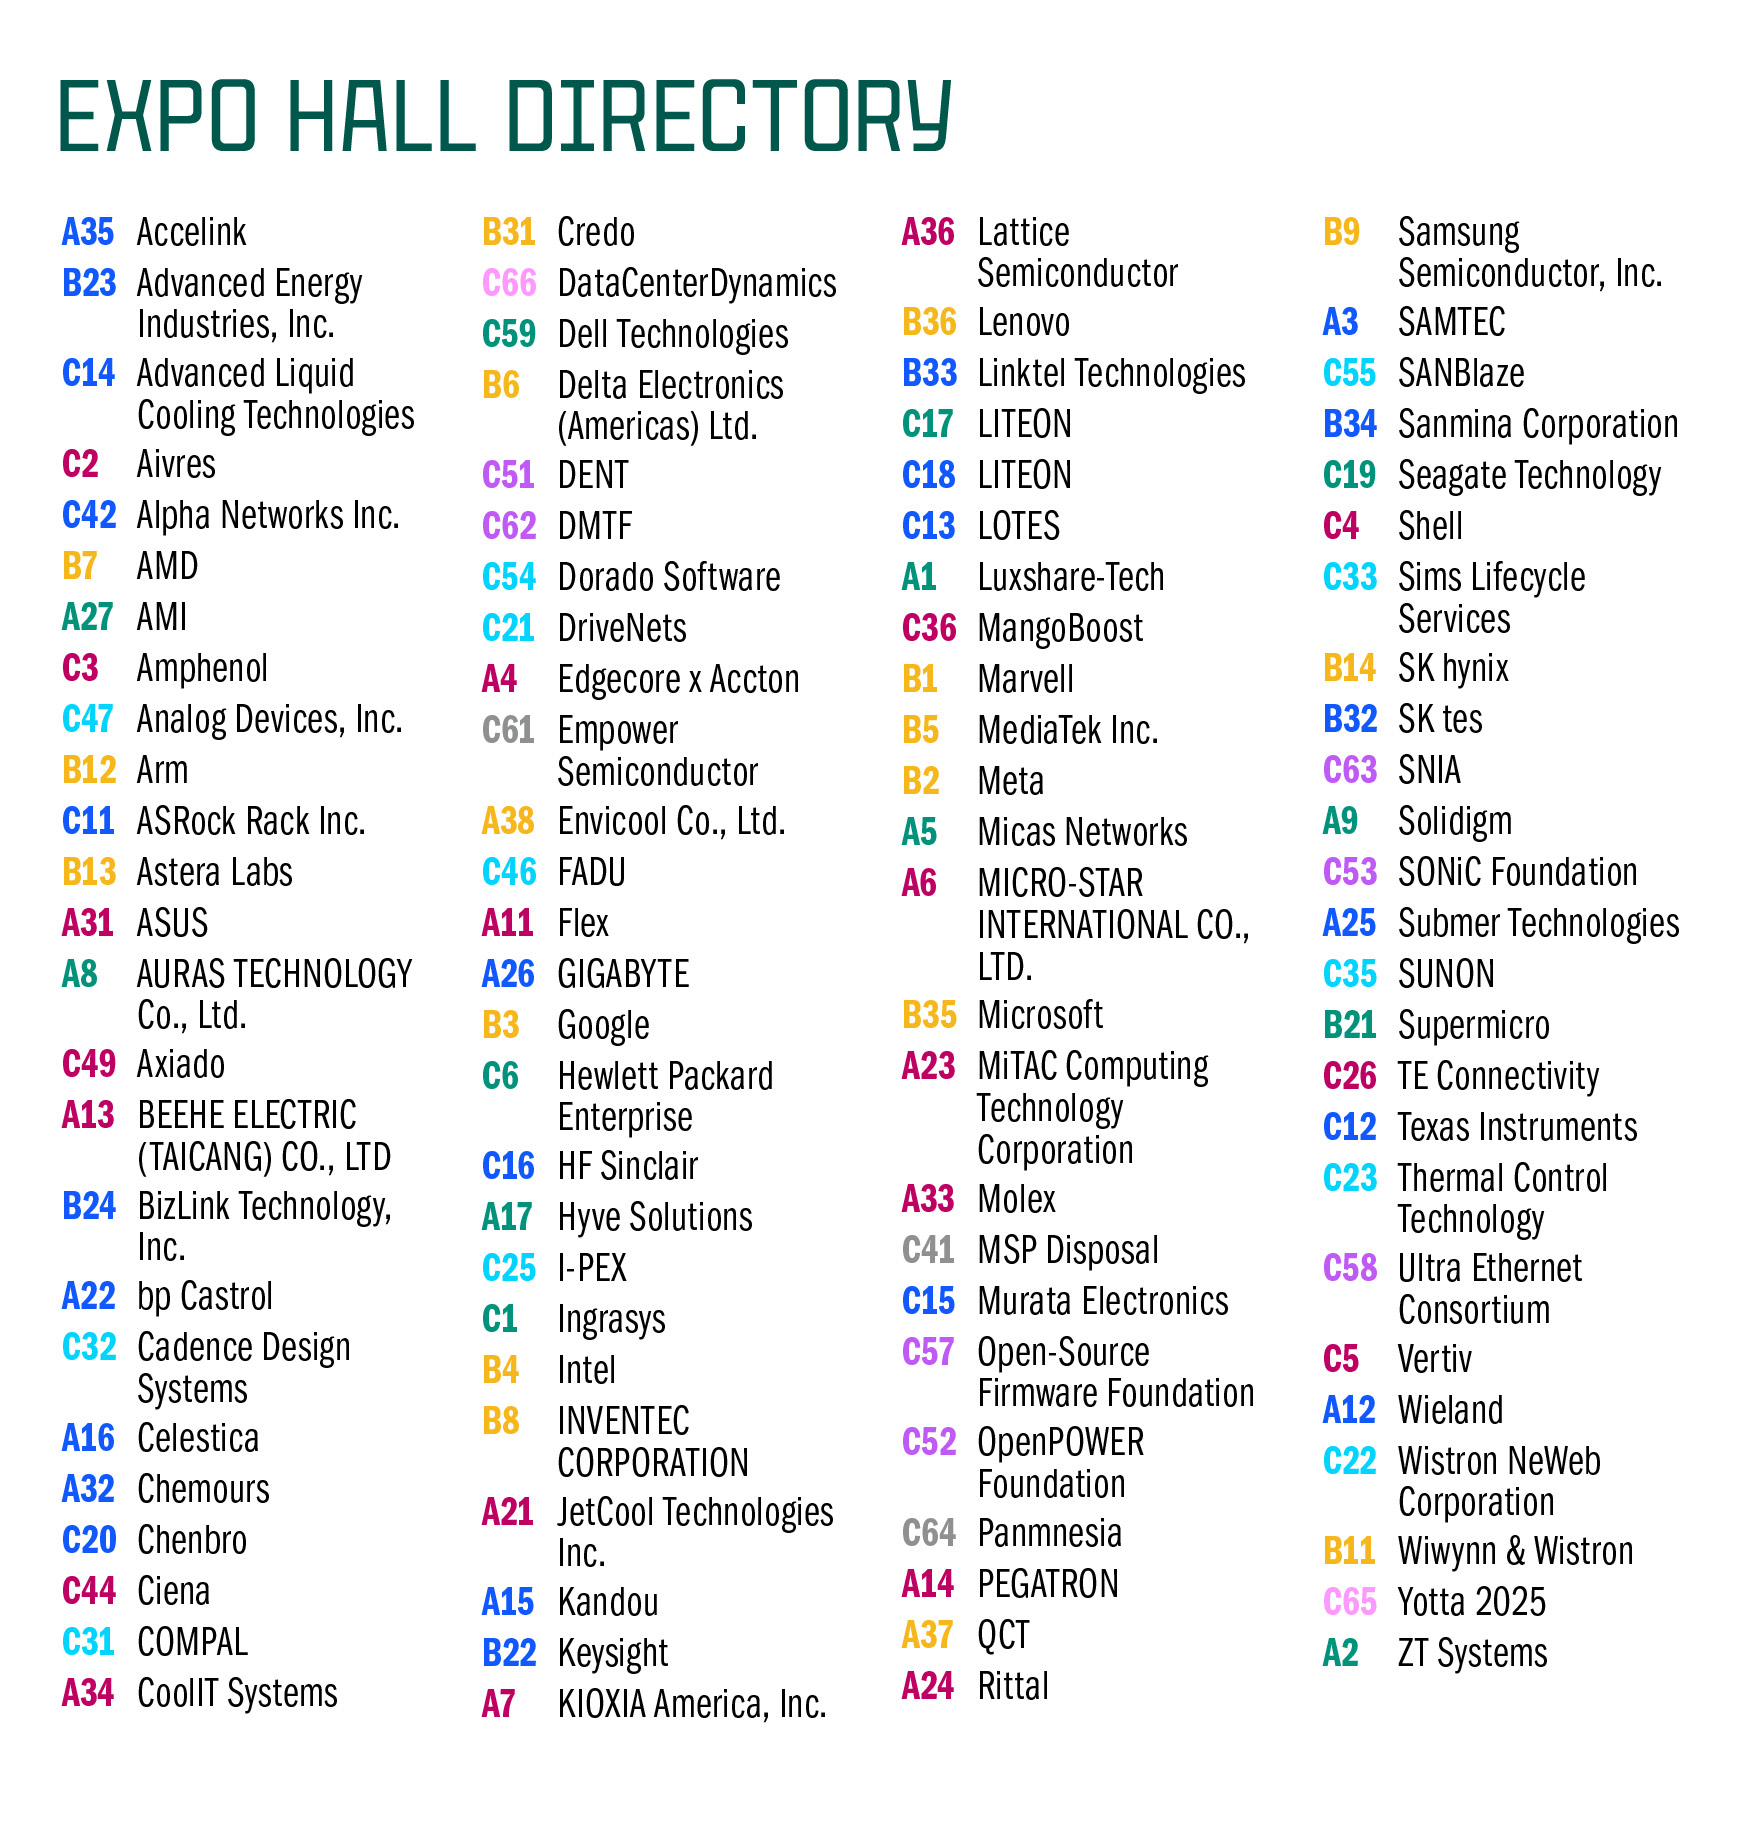 EXPO HALL DIRECTORY
A35 Accelink
B23 Advanced Energy
Industries, Inc.
C14 Advanced Liquid
Cooling Technologies
C2 Aivres
C42 Alpha Networks Inc.
B7 AMD
A27 AMI
C3 Amphenol
C47 Analog Devices, Inc.
B12 Arm
C11 ASRock Rack Inc.
B13 Astera Labs
A31 ASUS
A8 AURAS TECHNOLOGY
Co., Ltd.
C49 Axiado
A13 BEEHE ELECTRIC
(TAICANG) CO., LTD
B24 BizLink Technology,
Inc.
A22 bp Castrol
C32 Cadence Design
Systems
A16 Celestica
A32 Chemours
C20 Chenbro
C44 Ciena
C31 COMPAL
A34 CoolIT Systems
B31 Credo
C66 DataCenterDynamics
C59 Dell Technologies
B6 Delta Electronics
(Americas) Ltd.
C51 DENT
C62 DMTF
C54 Dorado Software
C21 DriveNets
A4 Edgecore x Accton
C61 Empower
Semiconductor
A38 Envicool Co., Ltd.
C46 FADU
A11 Flex
A26 GIGABYTE
B3 Google
C6 Hewlett Packard
Enterprise
C16 HF Sinclair
A17 Hyve Solutions
C25 I-PEX
C1 Ingrasys
B4 Intel
B8 INVENTEC
CORPORATION
A21 JetCool Technologies
Inc.
A15 Kandou
B22 Keysight
A7 KIOXIA America, Inc.
A36 Lattice
Semiconductor
B36 Lenovo
B33 Linktel Technologies
C17 LITEON
C18 LITEON
C13 LOTES
A1 Luxshare-Tech
C36 MangoBoost
B1 Marvell
B5 MediaTek Inc.
B2 Meta
A5 Micas Networks
A6 MICRO-STAR
INTERNATIONAL CO.,
LTD.
B35 Microsoft
A23 MiTAC Computing
Technology
Corporation
A33 Molex
C41 MSP Disposal
C15 Murata Electronics
C57 Open-Source
Firmware Foundation
C52 OpenPOWER
Foundation
C64 Panmnesia
A14 PEGATRON
A37 QCT
A24 Rittal
B9 Samsung
Semiconductor, Inc.
A3 SAMTEC
C55 SANBlaze
B34 Sanmina Corporation
C19 Seagate Technology
C4 Shell
C33 Sims Lifecycle
Services
B14 SK hynix
B32 SK tes
C63 SNIA
A9 Solidigm
C53 SONiC Foundation
A25 Submer Technologies
C35 SUNON
B21 Supermicro
C26 TE Connectivity
C12 Texas Instruments
C23 Thermal Control
Technology
C58 Ultra Ethernet
Consortium
C5 Vertiv
A12 Wieland
C22 Wistron NeWeb
Corporation
B11 Wiwynn & Wistron
C65 Yotta 2025
A2 ZT Systems